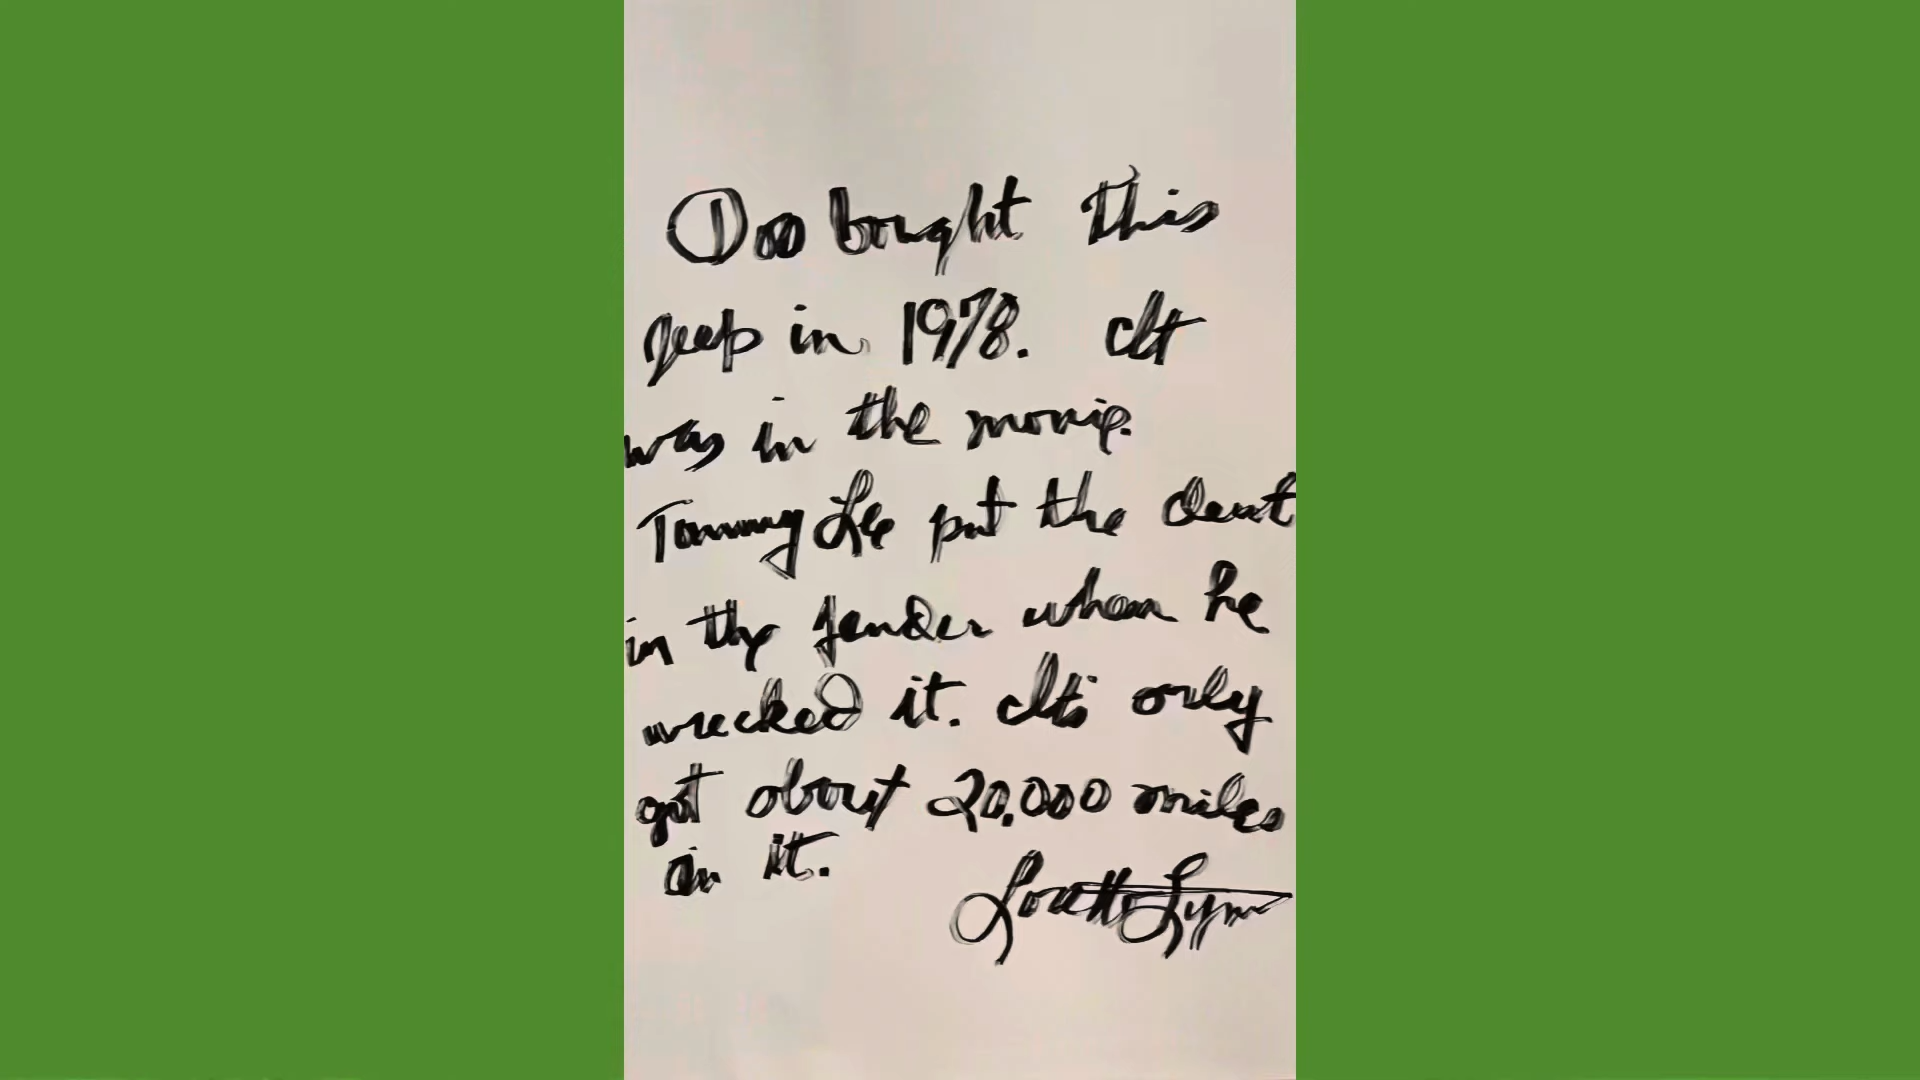 Doo bought this
Jeep in 1978. It
was in the movie.
Tommy Lee put the dent
in the fender when he
wrecked it. It's only
got about 20,000 miles
on it.
Loretta Lynn